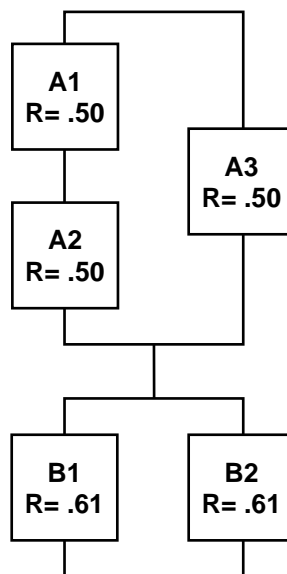 A1
R= .50
A3
R= .50
A2
R= .50
B1
R= .61
B2
R= .61